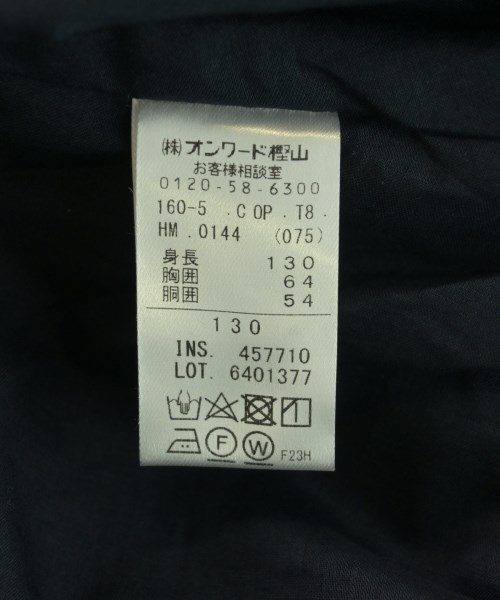 (株)オンワード樫山
お客様相談室
0120-58-6300
160-5 .COP .T8.
HM .0144 (075)
身長 130
胸囲 64
胴囲 54
130
INS. 457710
LOT. 6401377
F W F23H